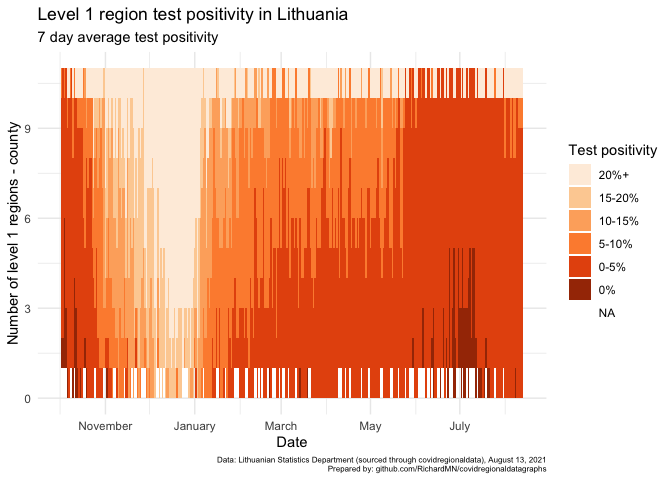 Level 1 region test positivity in Lithuania
7 day average test positivity
Number of level 1 regions - county
9
6
3
0
November January March May July
Date
Test positivity
20%+
15-20%
10-15%
5-10%
0-5%
0%
NA
Data: Lithuanian Statistics Department (sourced through covidregionaldata), August 13, 2021
Prepared by: github.com/RichardMN/covidregionaldatagraphs